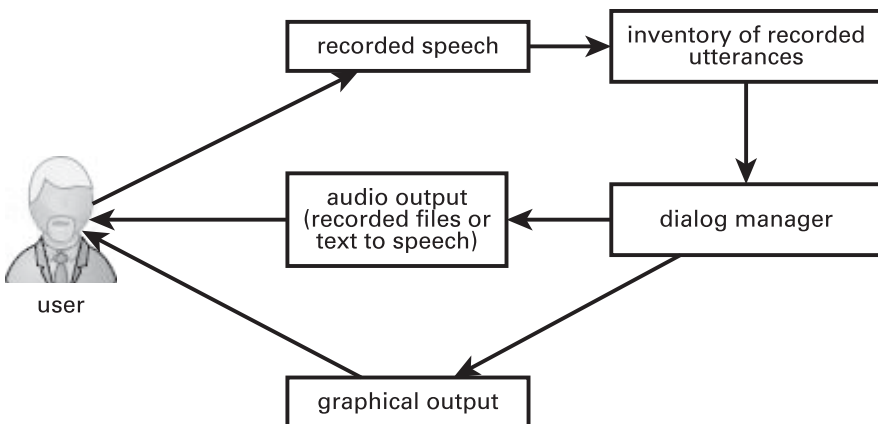 recorded speech
inventory of recorded
utterances
audio output
(recorded files or
text to speech)
dialog manager
user
graphical output